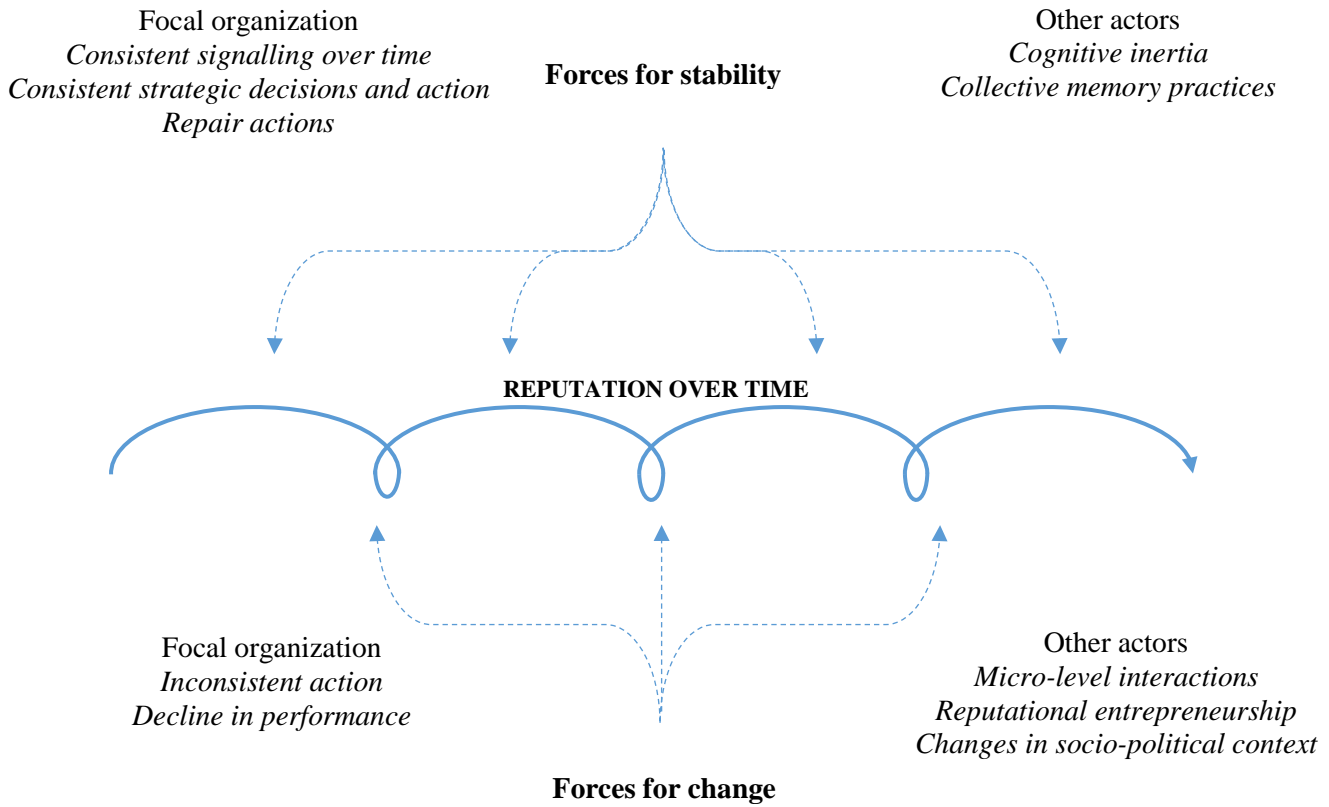 Focal organization
Consistent signalling over time
Consistent strategic decisions and action
Repair actions
Forces for stability
Other actors
Cognitive inertia
Collective memory practices
REPUTATION OVER TIME
Focal organization
Inconsistent action
Decline in performance
Other actors
Micro-level interactions
Reputational entrepreneurship
Changes in socio-political context
Forces for change